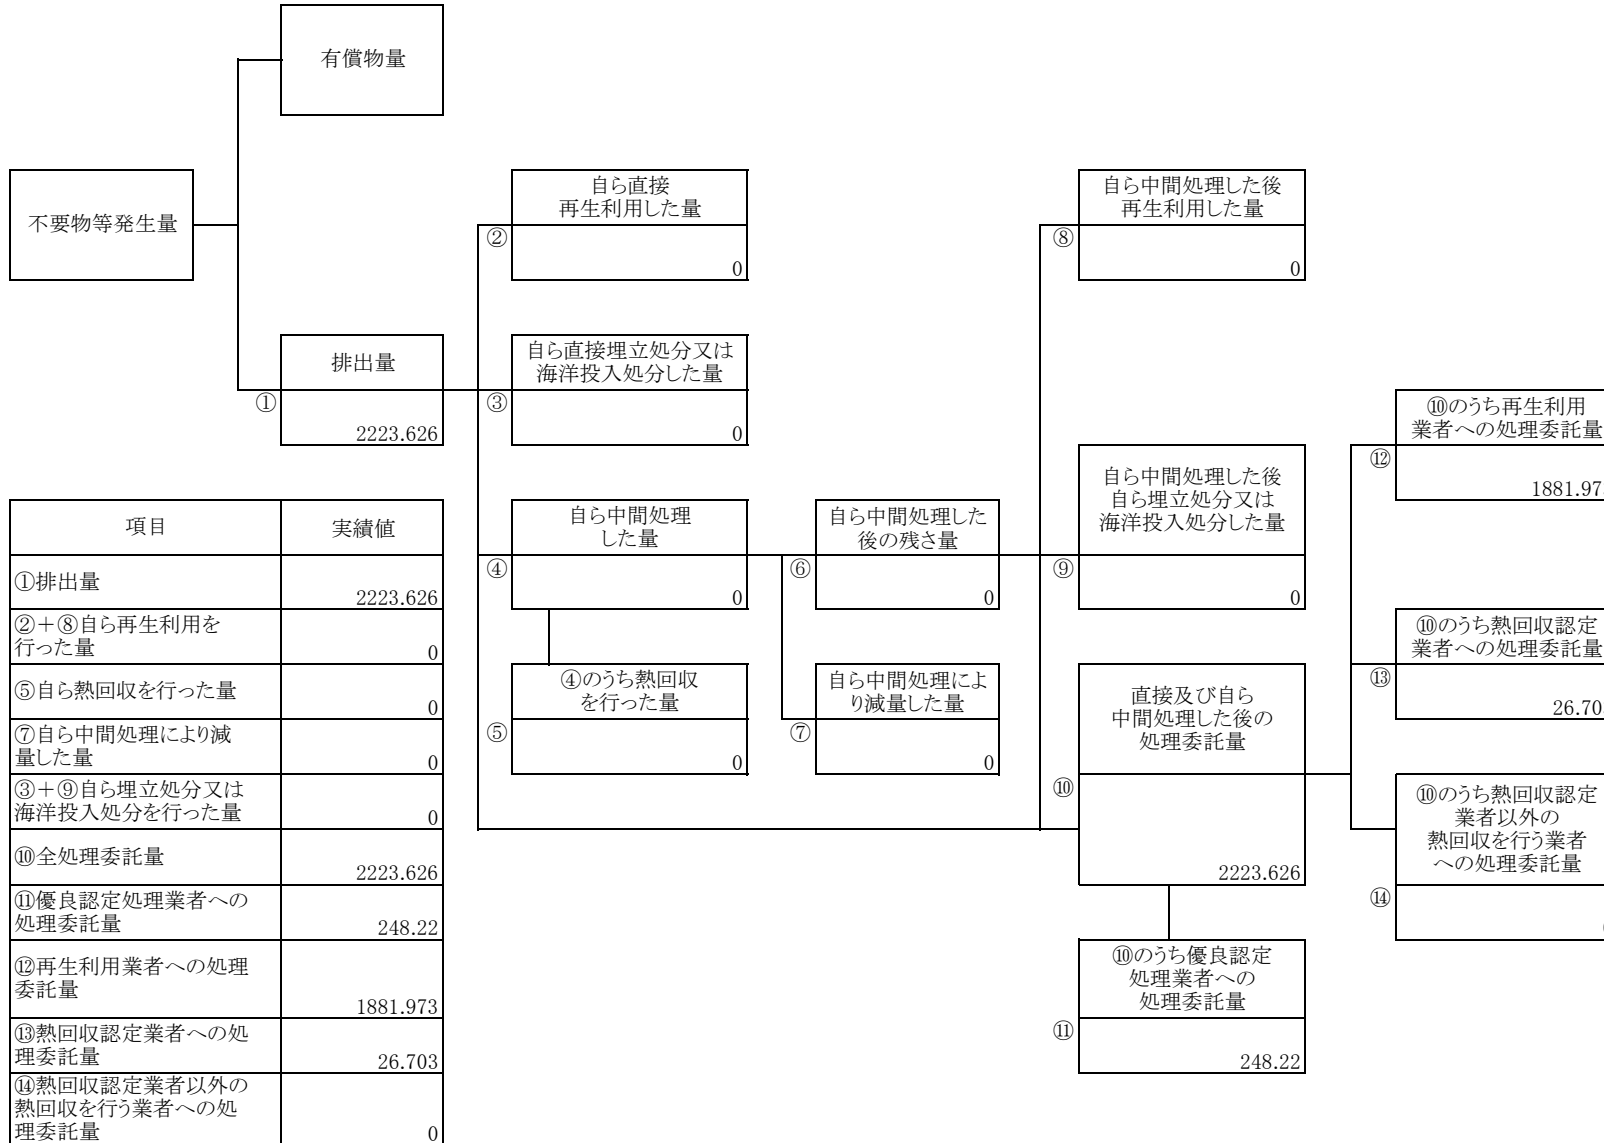 有償物量
不要物等発生量
自ら直接
再生利用した量
②
0
自ら中間処理した後
再生利用した量
⑧
0
排出量
①
2223.626
自ら直接埋立処分又は
海洋投入処分した量
③
0
⑩のうち再生利用
業者への処理委託量
⑫
1881.97
自ら中間処理した後
自ら埋立処分又は
海洋投入処分した量
⑨
0
自ら中間処理
した量
④
0
自ら中間処理した
後の残さ量
⑥
0
⑩のうち熱回収認定
業者への処理委託量
⑬
26.70
④のうち熱回収
を行った量
⑤
0
自ら中間処理によ
り減量した量
⑦
0
直接及び自ら
中間処理した後の
処理委託量
⑩
2223.626
⑩のうち熱回収認定
業者以外の
熱回収を行う業者
への処理委託量
⑭
⑩のうち優良認定
処理業者への
処理委託量
⑪
248.22
項目 実績値
①排出量
2223.626
②＋⑧自ら再生利用を
行った量 0
⑤自ら熱回収を行った量
0
⑦自ら中間処理により減
量した量 0
③＋⑨自ら埋立処分又は
海洋投入処分を行った量 0
⑩全処理委託量
2223.626
⑪優良認定処理業者への
処理委託量 248.22
⑫再生利用業者への処理
委託量
1881.973
⑬熱回収認定業者への処
理委託量 26.703
⑭熱回収認定業者以外の
熱回収を行う業者への処
理委託量 0